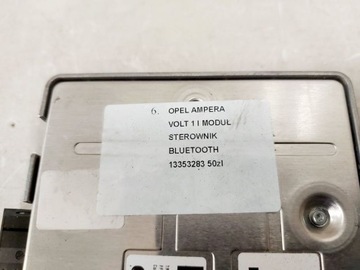 6. OPEL AMPERA
VOLT 1 I MODUŁ
STEROWNIK
BLUETOOTH
13353283 50zł